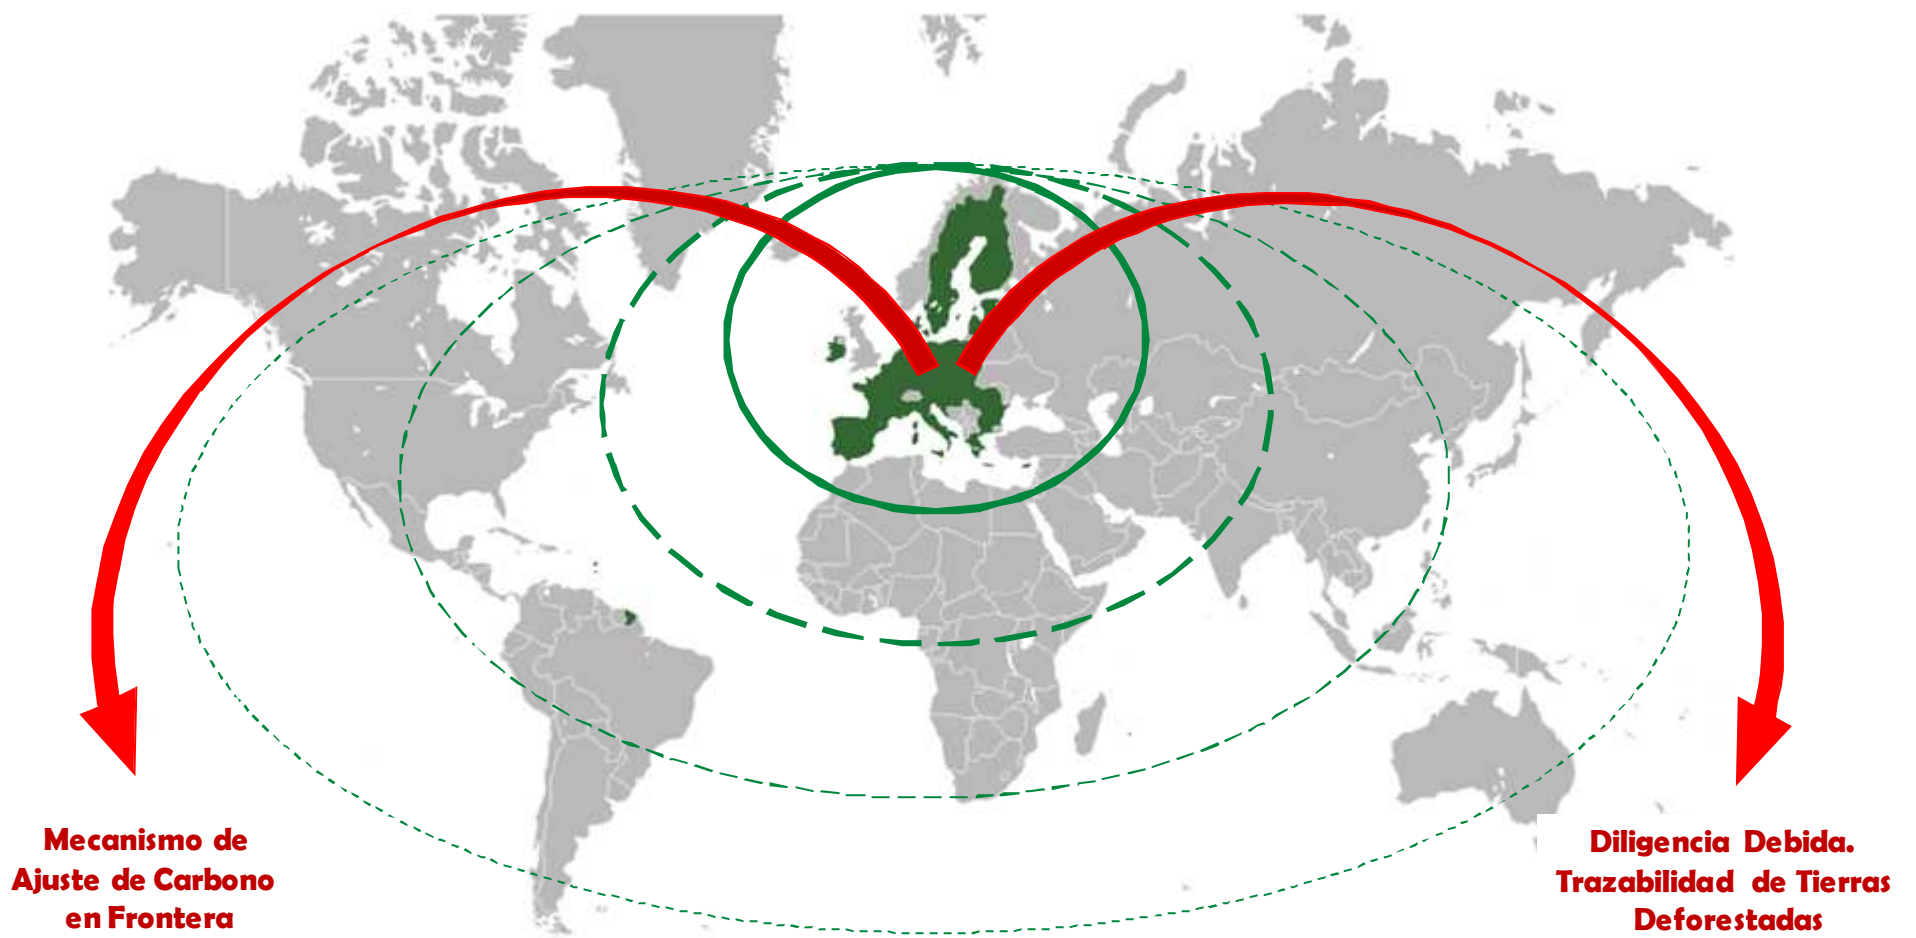 Mecanismo de
Ajuste de Carbono
en Frontera
Diligencia Debida.
Trazabilidad de Tierras
Deforestadas